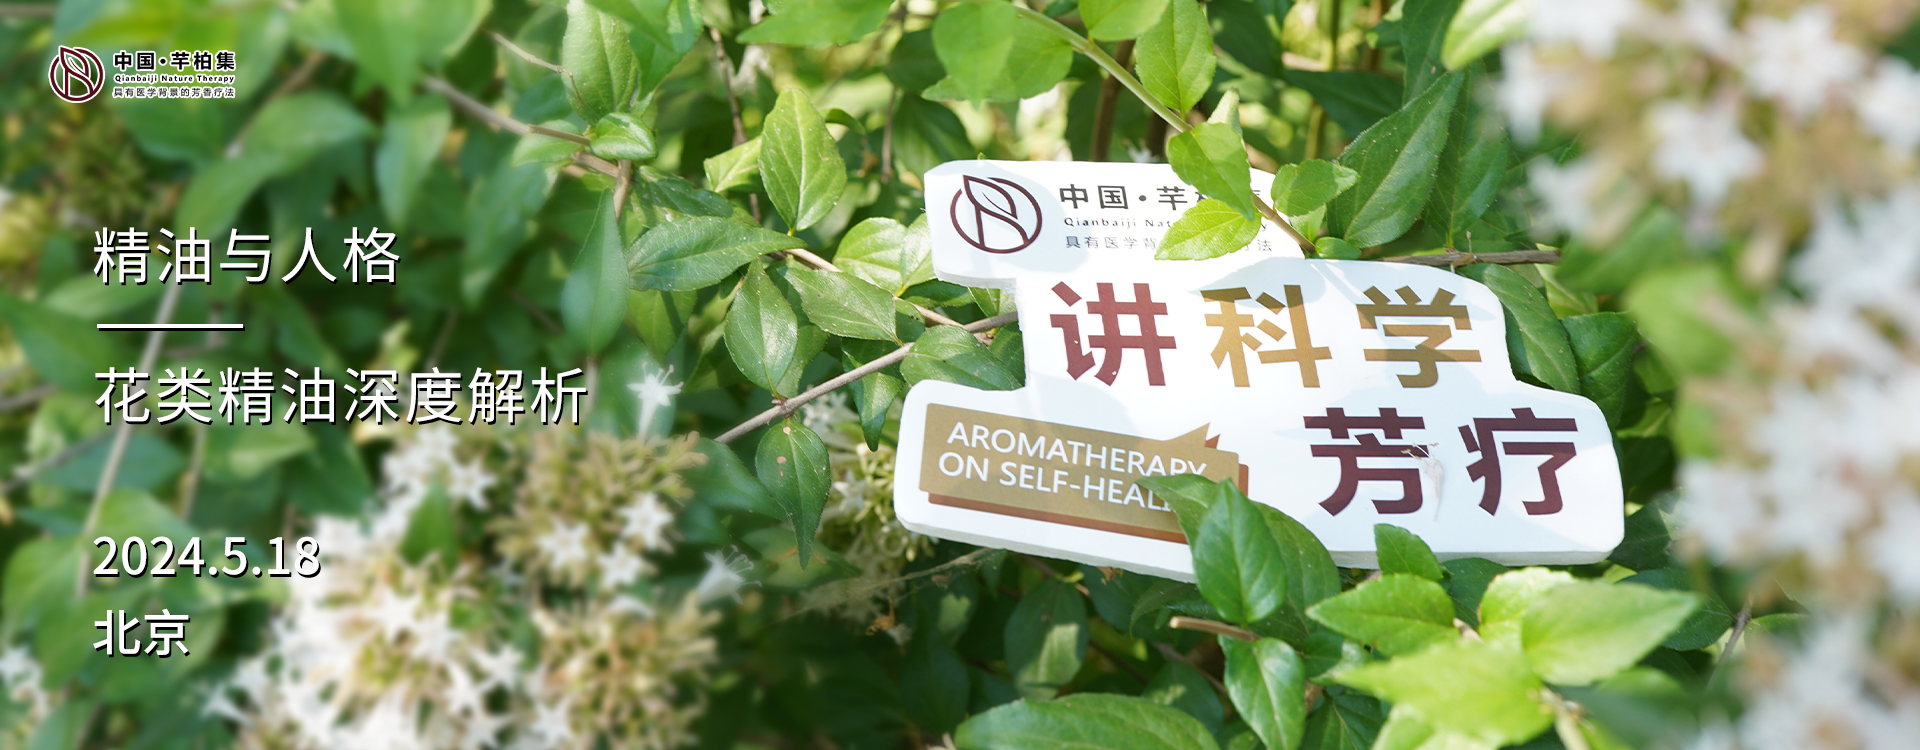 中国·芊柏集
Qianbaiji Nature Therapy
具有医学背景的芳香疗法
精油与人格
花类精油深度解析
2024.5.18
北京
中国·芊
Qianbaiji
具有医学背
疗法
讲科学
芳疗
AROMATHERAPY
ON SELF-HEAL